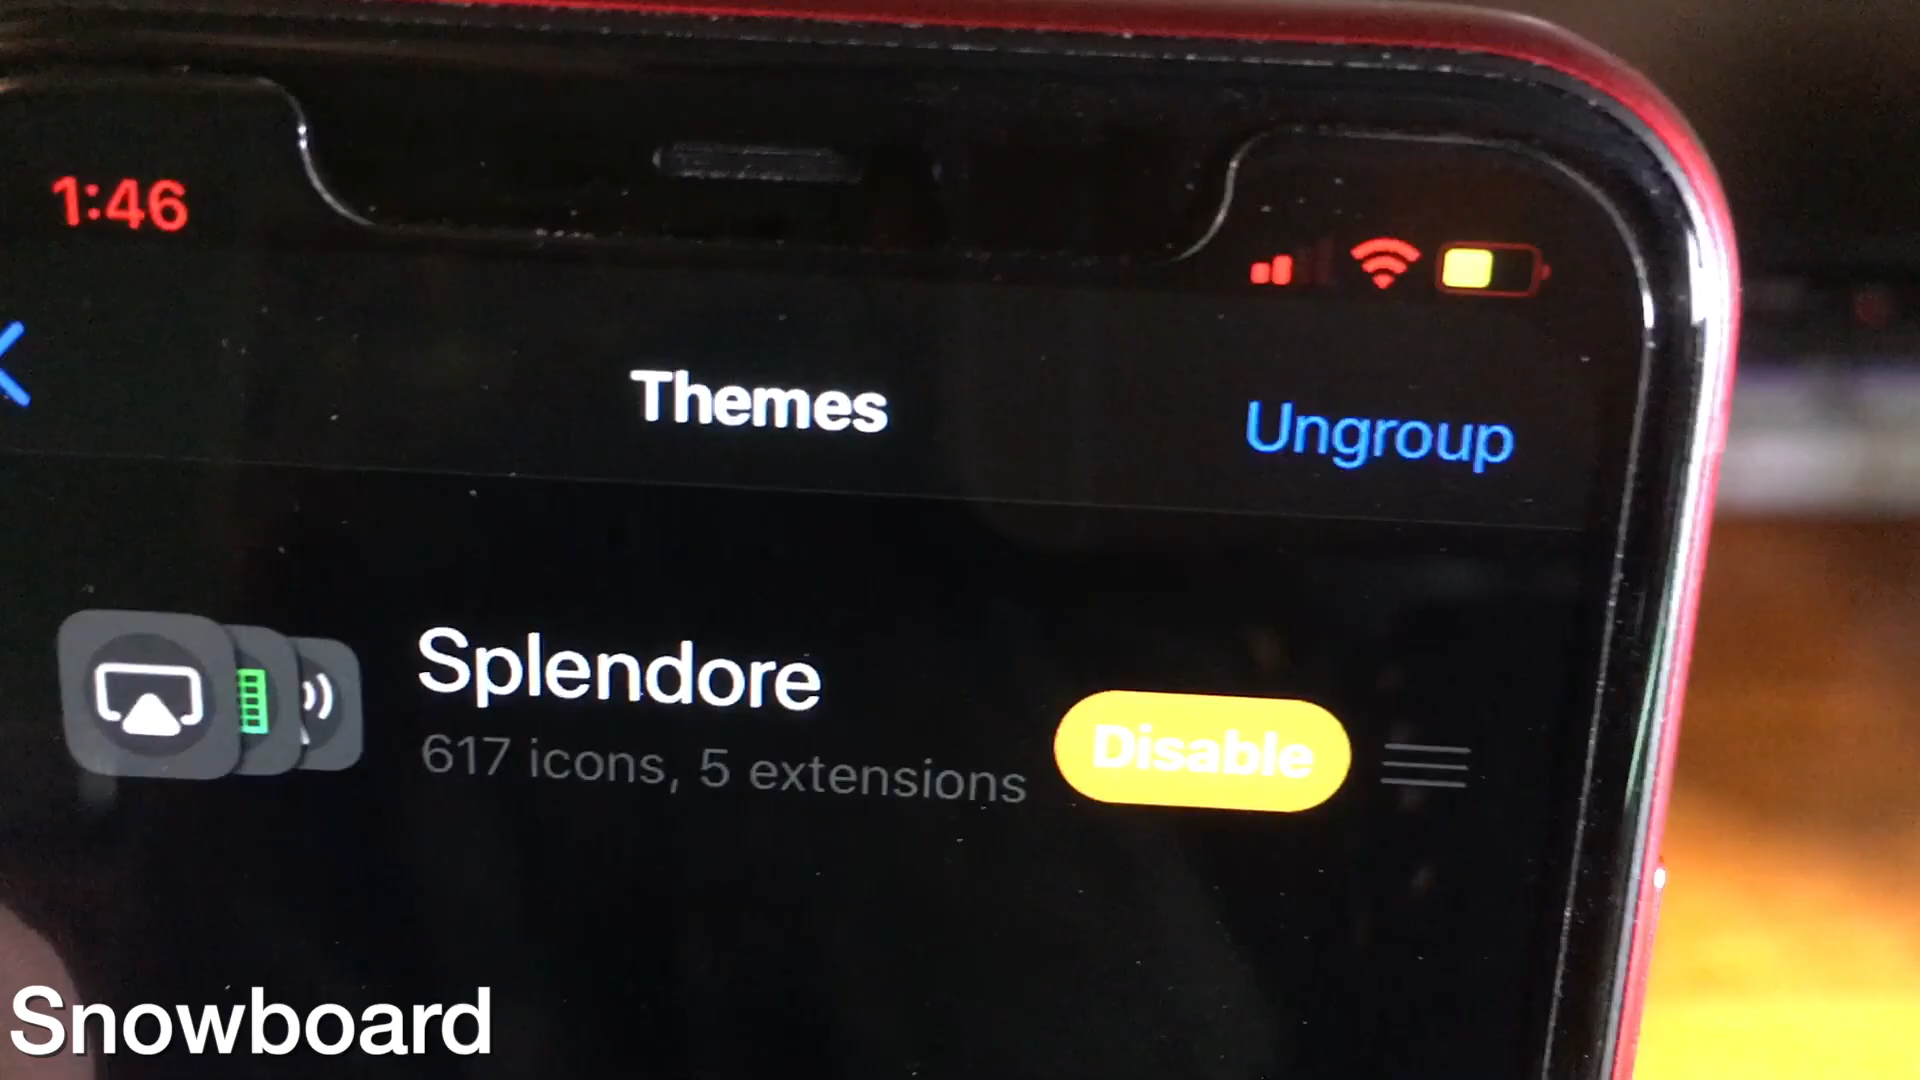 1:46
Themes
Ungroup
Splendore
617 icons, 5 extensions
Disable
Snowboard